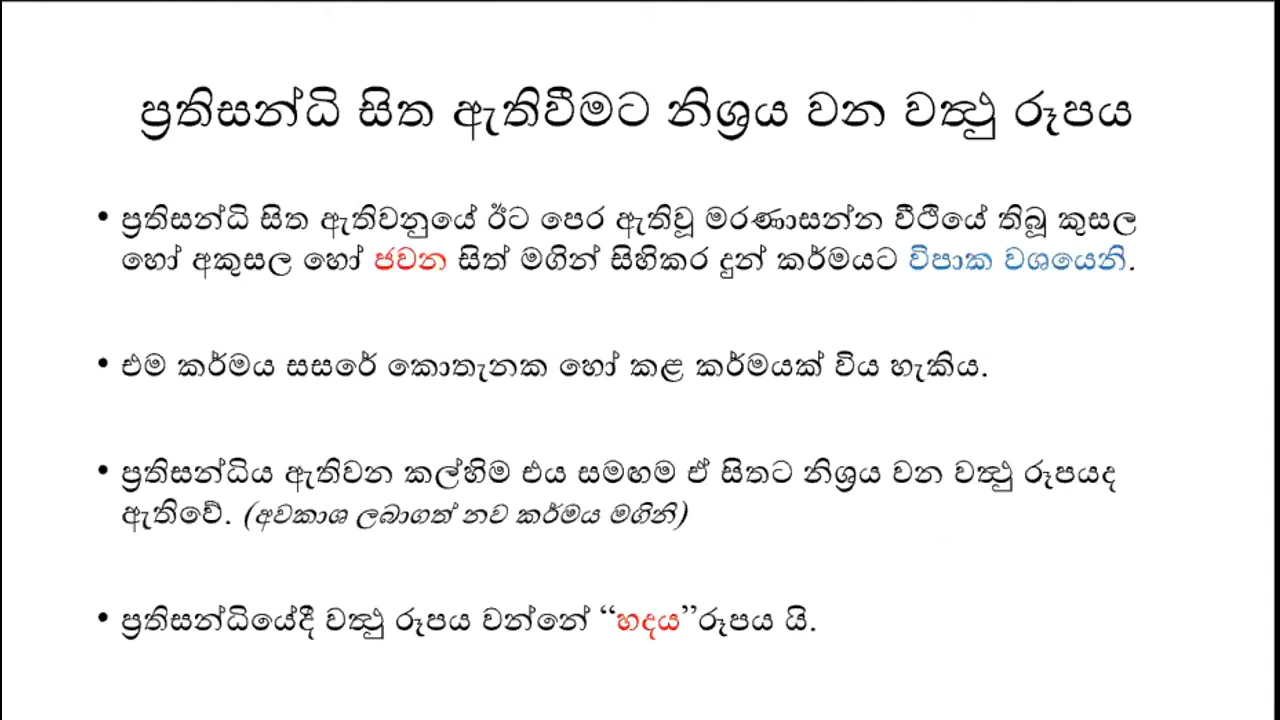 ප්‍රතිසන්ධි සිත ඇතිවීමට නිශ්‍රය වන වත්‍ථු රූපය
• ප්‍රතිසන්ධි සිත ඇතිවනුයේ ඊට පෙර ඇතිවූ මරණාසන්න වීථියේ තිබූ කුසල
හෝ අකුසල හෝ ජවන සිත් මගින් සිහිකර දුන් කර්මයට විපාක වශයෙනි.
• එම කර්මය සසරේ කොතැනක හෝ කළ කර්මයක් විය හැකිය.
• ප්‍රතිසන්ධිය ඇතිවන කල්හිම එය සමඟම ඒ සිතට නිශ්‍රය වන වත්‍ථු රූපයද
ඇතිවේ. (අවකාශ ලබාගත් නව කර්මය මගිනි)
• ප්‍රතිසන්ධියේදී වත්‍ථු රූපය වන්නේ “හදය”රූපය යි.